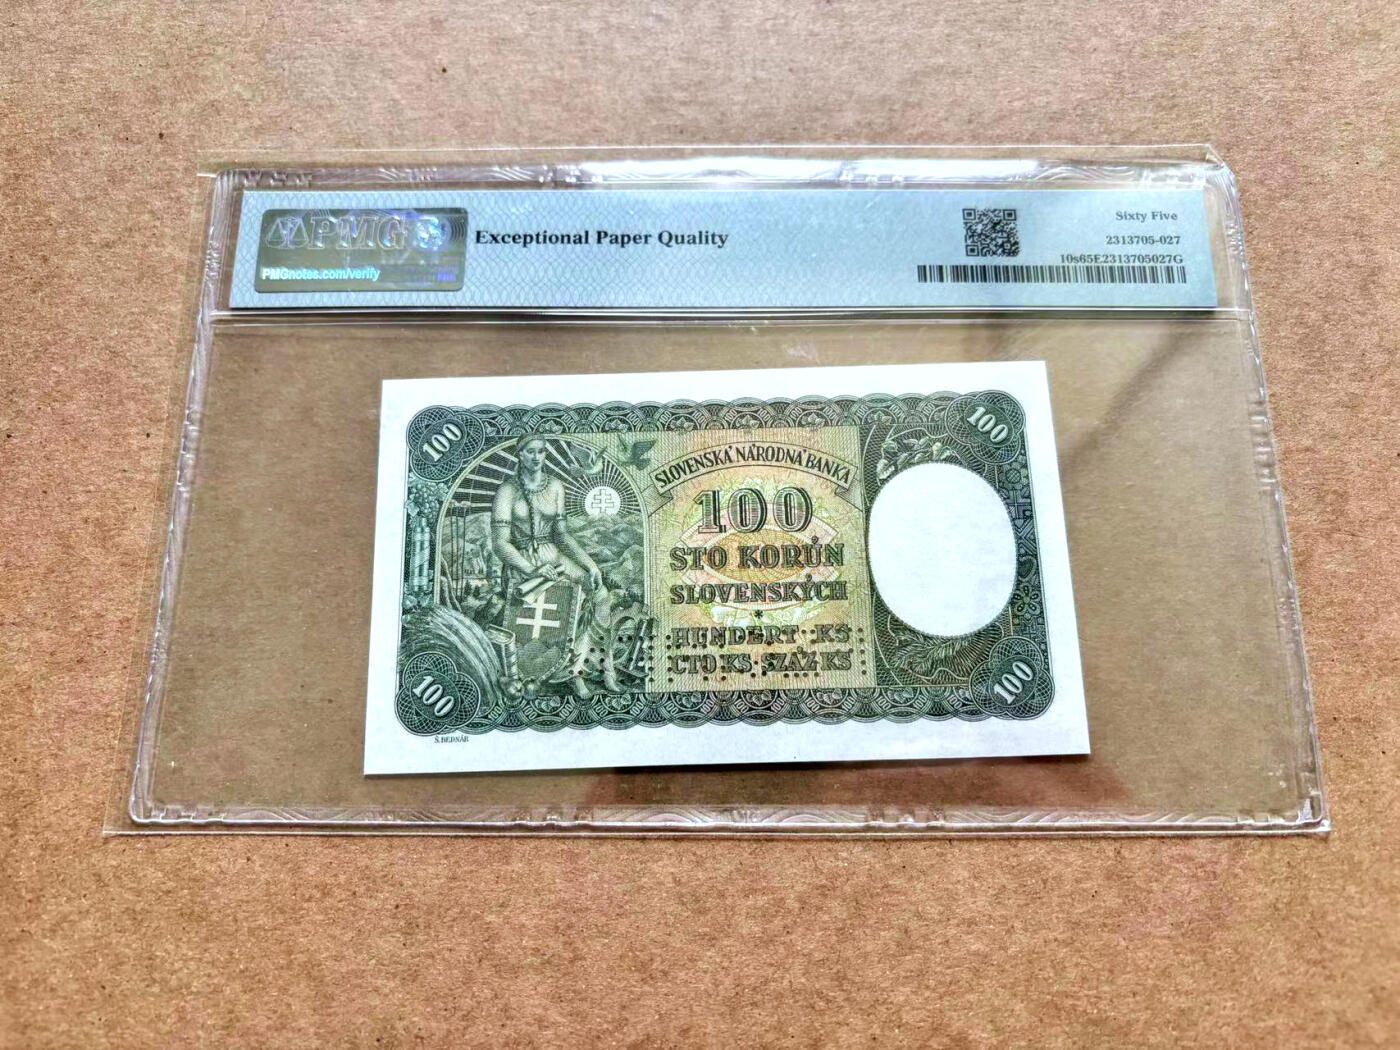 PMG
PMGnotes.com/verify
Exceptional Paper Quality
Sixty Five
2313705-027
10s65E2313705027G
100
100
SLOVENSKÁ NÁRODNÁ BANKA
100
STO KORÚN
SLOVENSKÝCH
*
HUNDERT KS
СТО KS·SZÁZ KS
100
100
Š. BEDNÁR